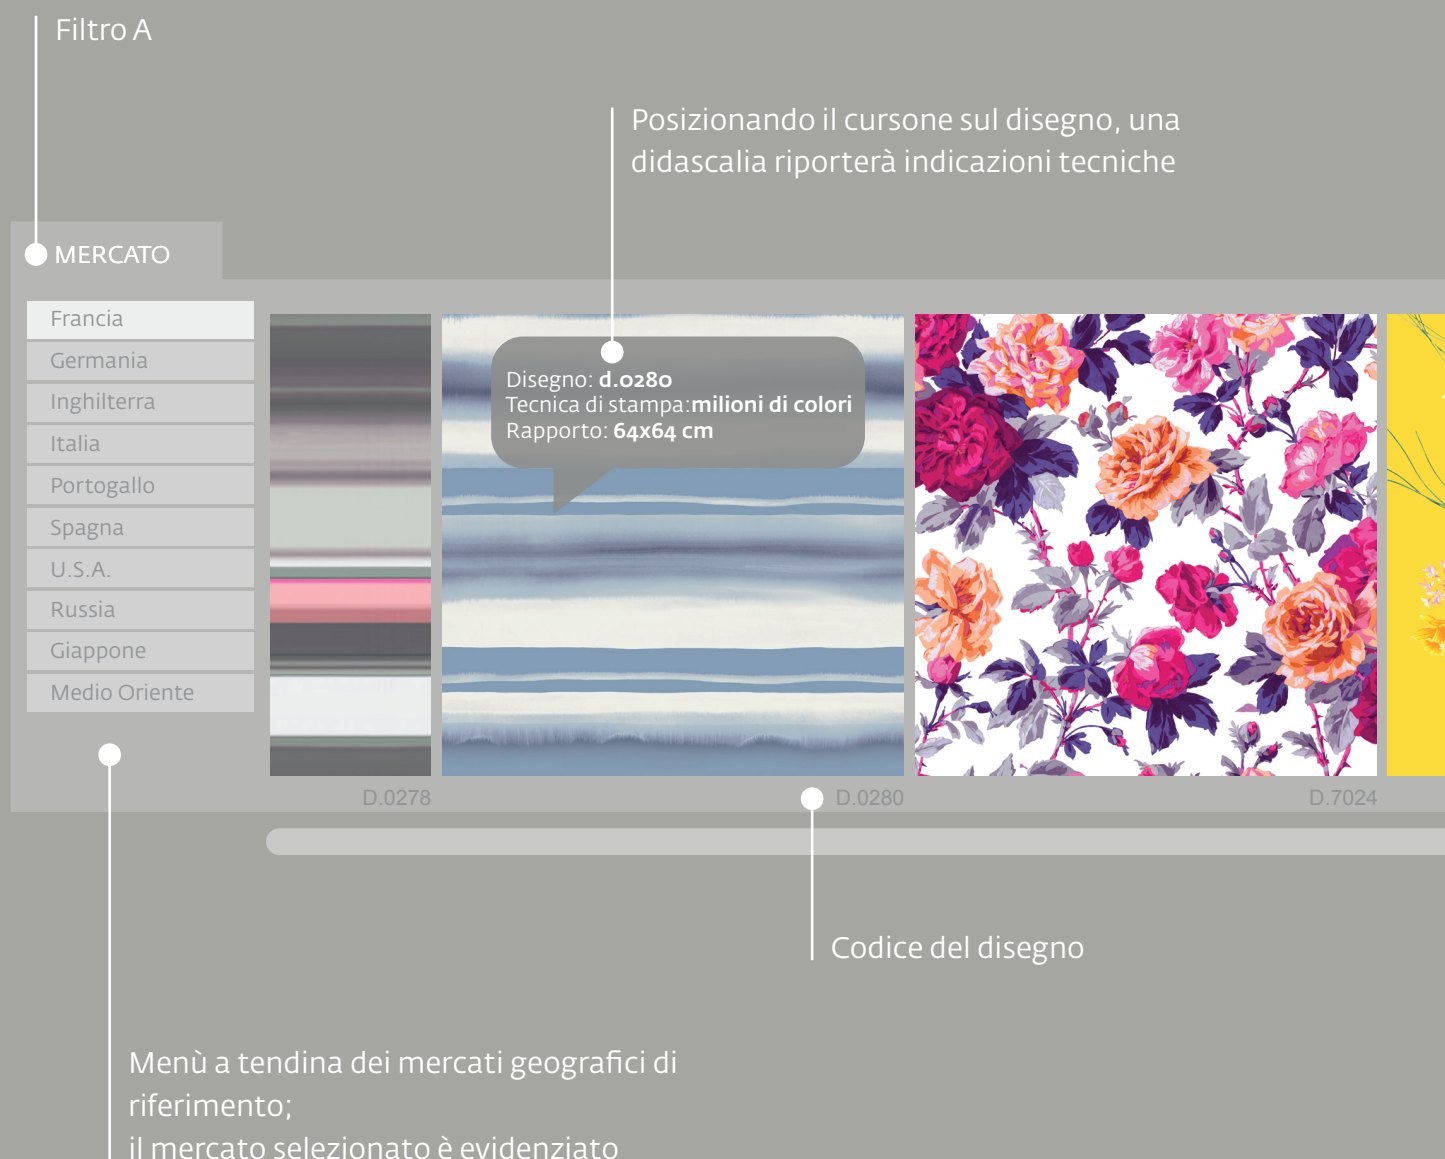 Filtro A
Posizionando il cursone sul disegno, una
didascalia riporterà indicazioni tecniche
MERCATO
Francia
Germania
Inghilterra
Italia
Portogallo
Spagna
U.S.A.
Russia
Giappone
Medio Oriente
Disegno: d.0280
Tecnica di stampa:milioni di colori
Rapporto: 64x64 cm
D.0278
D.0280
D.7024
Codice del disegno
Menù a tendina dei mercati geografici di
riferimento;
il mercato selezionato è evidenziato